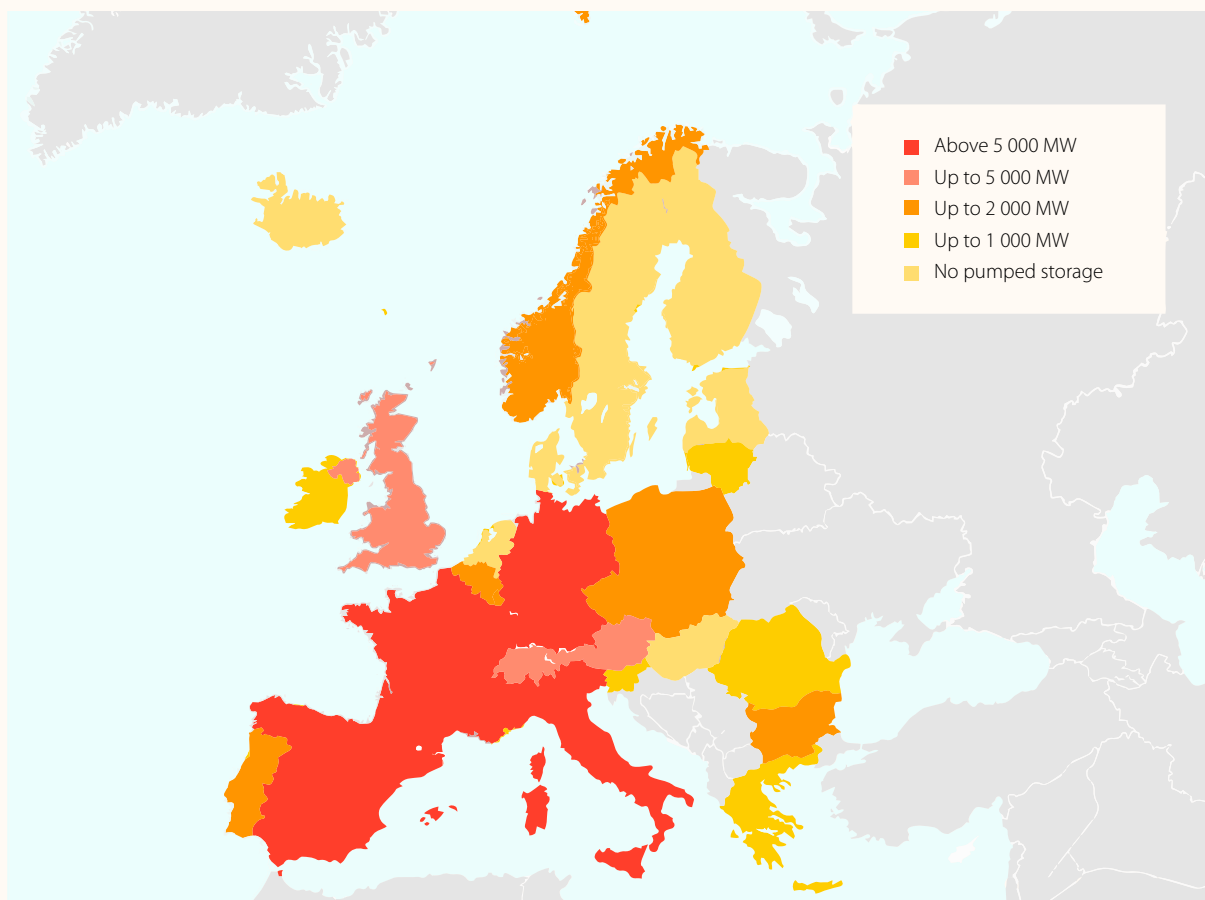 Above 5 000 MW
Up to 5 000 MW
Up to 2 000 MW
Up to 1 000 MW
No pumped storage